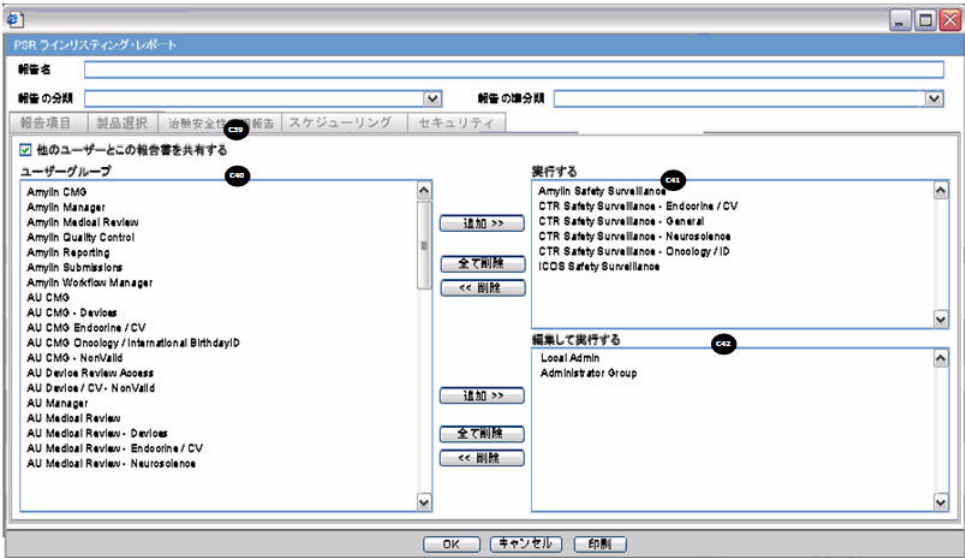 PSR ラインリスティング・レポート
報告名
報告の分類
報告の準分類
報告項目
製品選択
治験安全性
報告
スケジューリング
セキュリティ
C39
他のユーザーとこの報告書を共有する
ユーザーグループ
C40
実行する
C41
Amylin CMG
Amylin Manager
Amylin Medical Review
Amylin Quality Control
Amylin Reporting
Amylin Submissions
Amylin Workflow Manager
AU CMG
AU CMG - Devices
AU CMG Endocrine / CV
AU CMG Oncology / International BirthdayID
AU CMG - NonValid
AU Device Review Access
AU Device / CV - NonValid
AU Manager
AU Medical Review
AU Medical Review - Devices
AU Medical Review - Endocrine / CV
AU Medical Review - Neuroscience
追加 >>
全て削除
<< 削除
Amylin Safety Surveillance
CTR Safety Surveillance - Endocrine / CV
CTR Safety Surveillance - General
CTR Safety Surveillance - Neuroscience
CTR Safety Surveillance - Oncology / ID
ICOS Safety Surveillance
編集して実行する
C42
追加 >>
全て削除
<< 削除
Local Admin
Administrator Group
OK
キャンセル
印刷